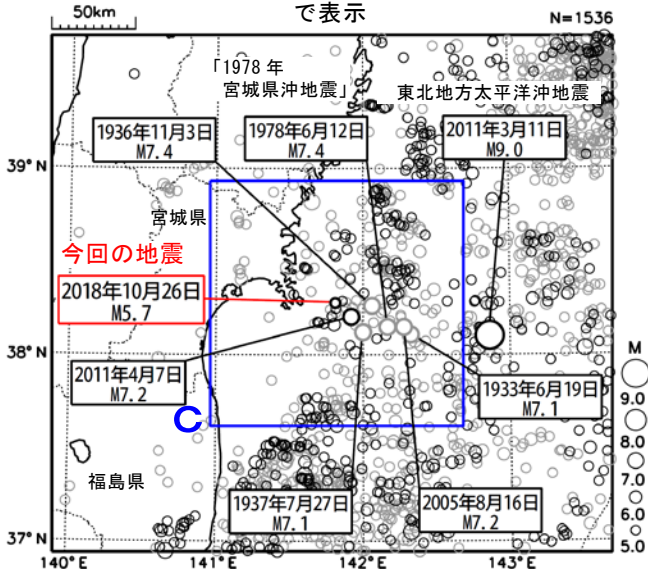 50km
で表示
N=1536
「1978 年
宮城県沖地震」
東北地方太平洋沖地震
1936年11月3日
M7.4
1978年6月12日
M7.4
2011年3月11日
M9.0
39°N
宮城県
今回の地震
2018年10月26日
M5.7
38°N
2011年4月7日
M7.2
1933年6月19日
M7.1
C
M
9.0
8.0
7.0
6.0
5.0
福島県
1937年7月27日
M7.1
2005年8月16日
M7.2
37°N
140°E
141°E
142°E
143°E